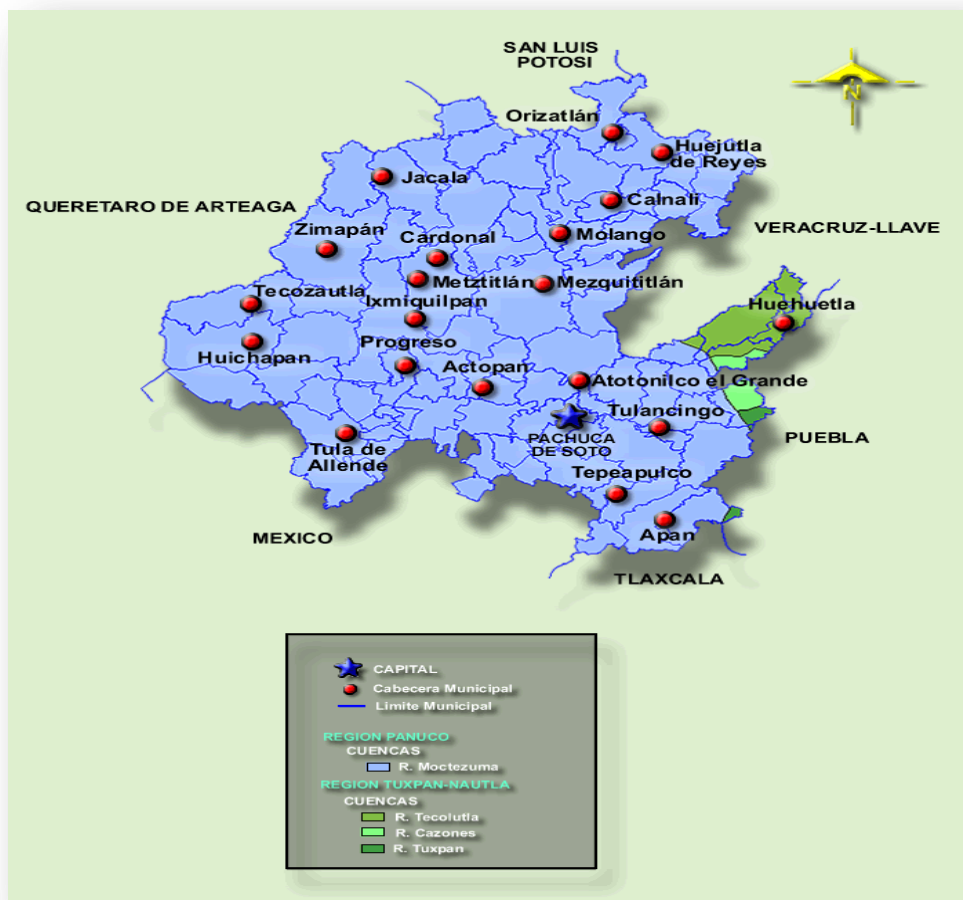 SAN LUIS
POTOSI
N
Orizatlán
Huejutla
de Reyes
Jacala
Calnali
QUERETARO DE ARTEAGA
VERACRUZ-LLAVE
Zimapán
Cardonal
Molango
Metztitlán
Mezquititlán
Tecozautla
Ixmiquilpan
Huehuetla
Progreso
Huichapan
Actopan
Atotonilco el Grande
Tulancingo
PACHUCA
DE SOTO
PUEBLA
Tula de
Allende
Tepeapulco
Apan
MEXICO
TLAXCALA
CAPITAL
Cabecera Municipal
Limite Municipal
REGION PANUCO
CUENCAS
R. Moctezuma
REGION TUXPAN-NAUTLA
CUENCAS
R. Tecolutla
R. Cazones
R. Tuxpan